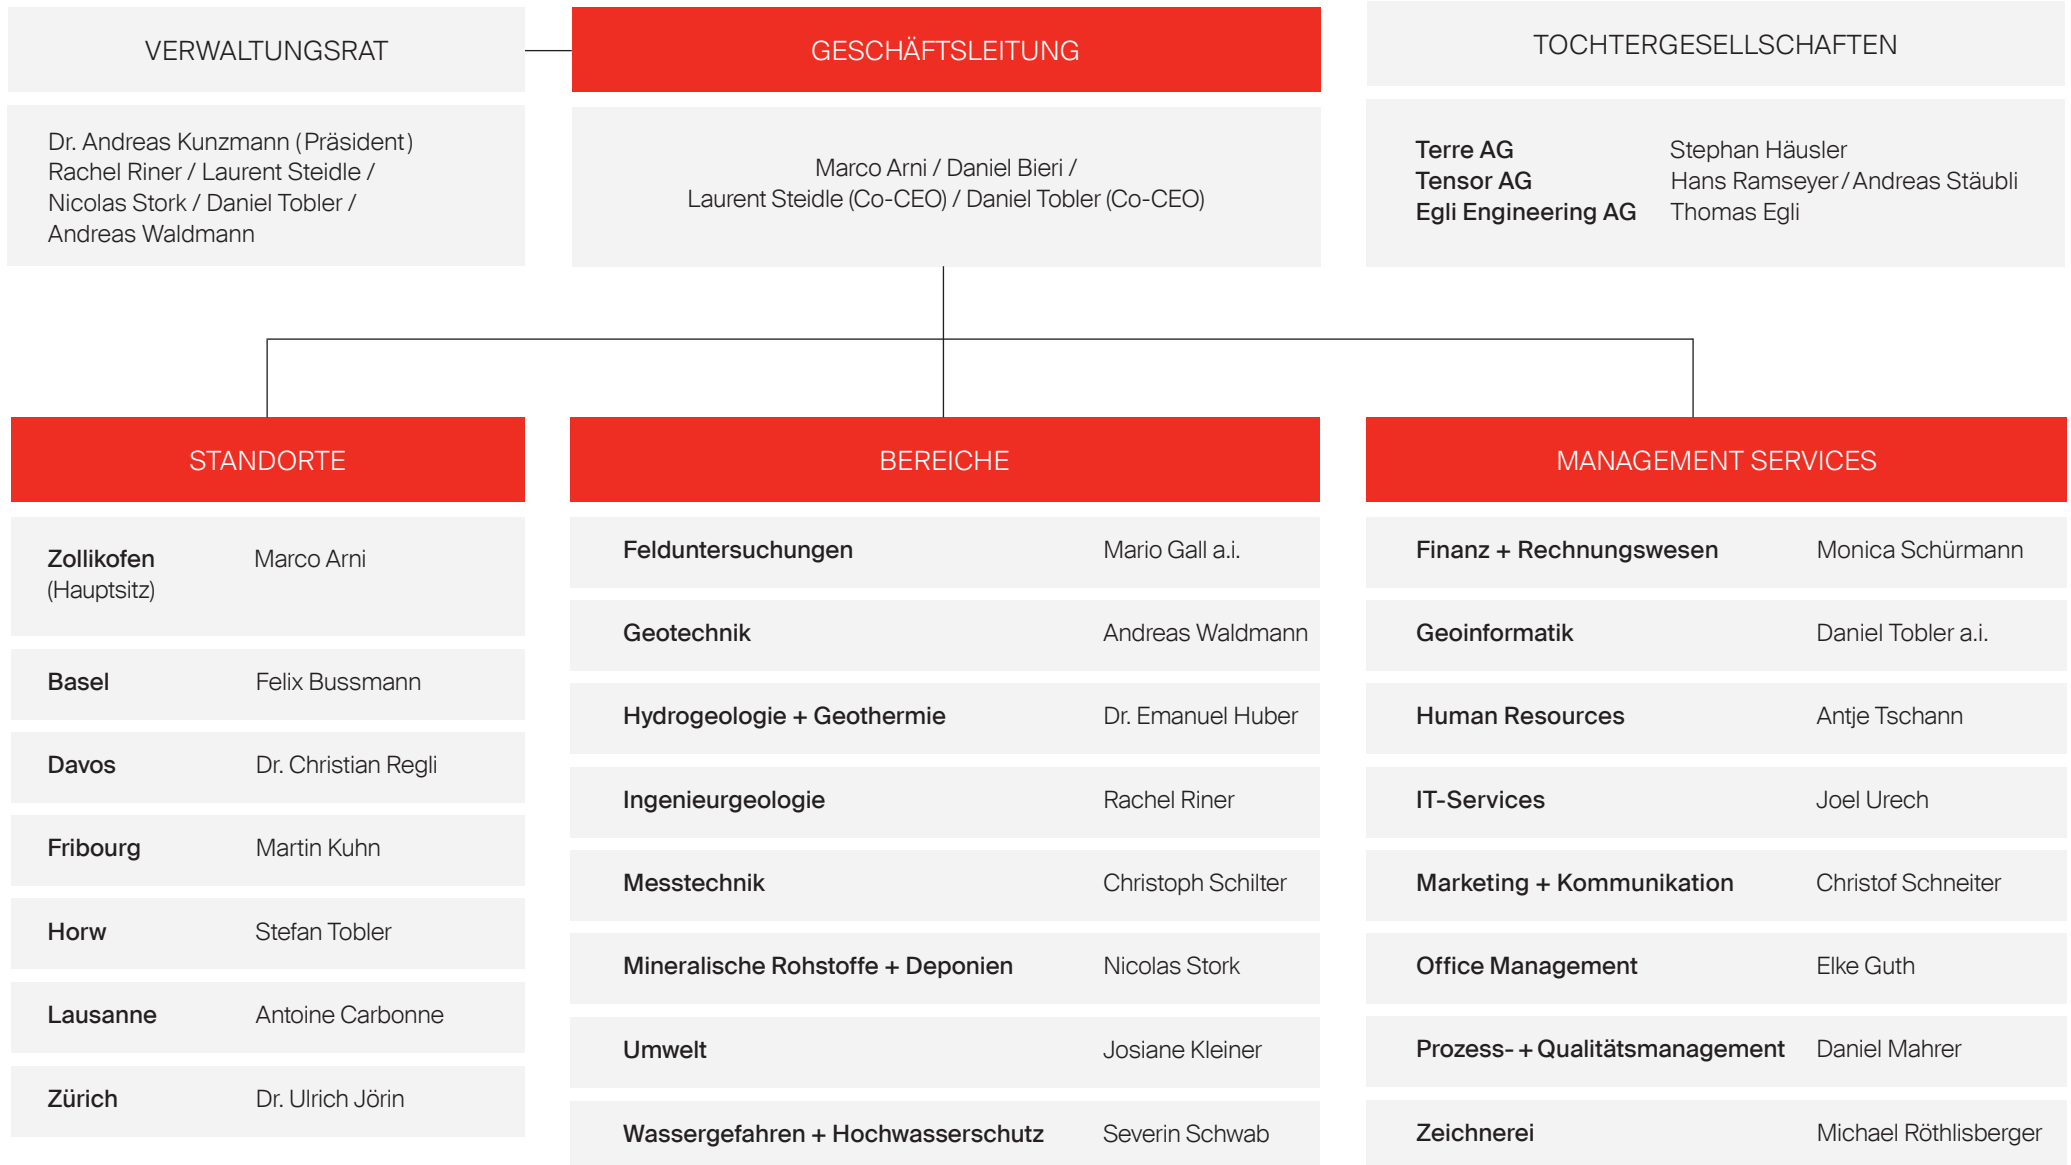 VERWALTUNGSRAT
Dr. Andreas Kunzmann (Präsident)
Rachel Riner / Laurent Steidle /
Nicolas Stork / Daniel Tobler /
Andreas Waldmann
GESCHÄFTSLEITUNG
Marco Arni / Daniel Bieri /
Laurent Steidle (Co-CEO) / Daniel Tobler (Co-CEO)
TOCHTERGESELLSCHAFTEN
Terre AG Stephan Häusler
Tensor AG Hans Ramseyer/Andreas Stäubli
Egli Engineering AG Thomas Egli
STANDORTE
Zollikofen Marco Arni
(Hauptsitz)
Basel Felix Bussmann
Davos Dr. Christian Regli
Fribourg Martin Kuhn
Horw Stefan Tobler
Lausanne Antoine Carbonne
Zürich Dr. Ulrich Jörin
BEREICHE
Felduntersuchungen Mario Gall a.i.
Geotechnik Andreas Waldmann
Hydrogeologie + Geothermie Dr. Emanuel Huber
Ingenieurgeologie Rachel Riner
Messtechnik Christoph Schilter
Mineralische Rohstoffe + Deponien Nicolas Stork
Umwelt Josiane Kleiner
Wassergefahren + Hochwasserschutz Severin Schwab
MANAGEMENT SERVICES
Finanz + Rechnungswesen Monica Schürmann
Geoinformatik Daniel Tobler a.i.
Human Resources Antje Tschann
IT-Services Joel Urech
Marketing + Kommunikation Christof Schneiter
Office Management Elke Guth
Prozess- + Qualitätsmanagement Daniel Mahrer
Zeichnerei Michael Röthlisberger